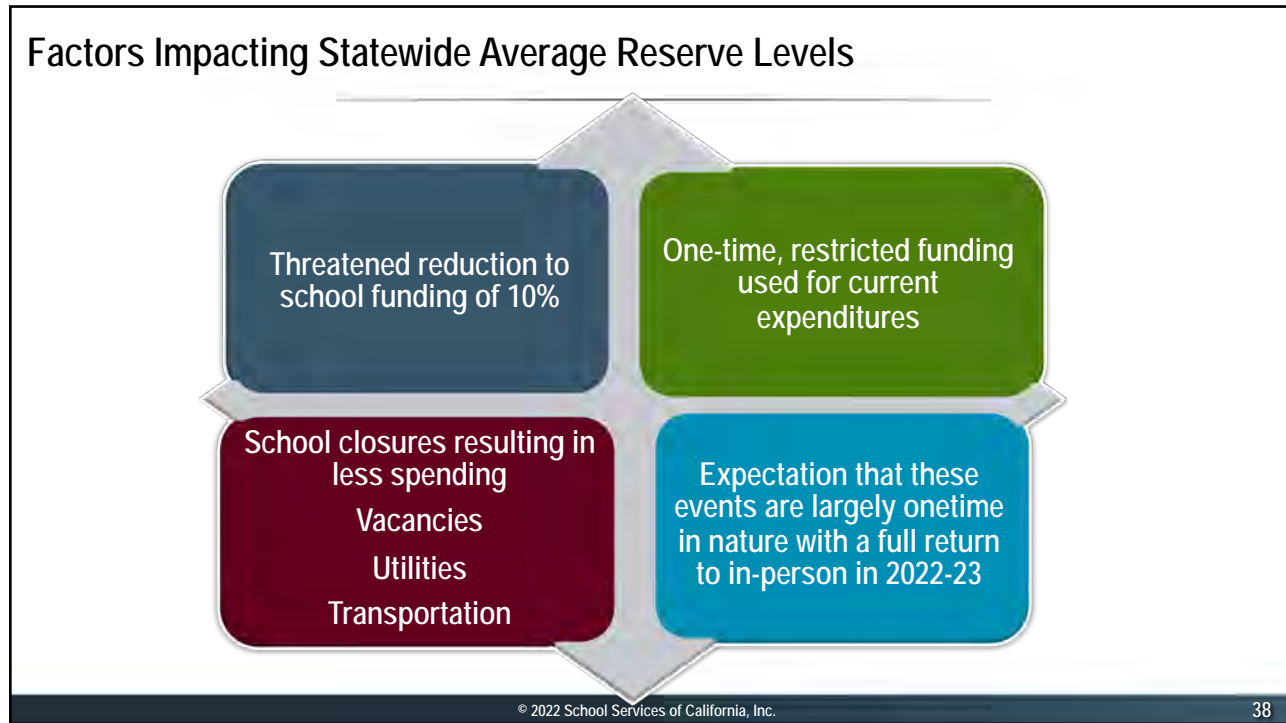 Factors Impacting Statewide Average Reserve Levels
Threatened reduction to
school funding of 10%
One-time, restricted funding
used for current
expenditures
School closures resulting in
less spending
Vacancies
Utilities
Transportation
Expectation that these
events are largely onetime
in nature with a full return
to in-person in 2022-23
© 2022 School Services of California, Inc.
38